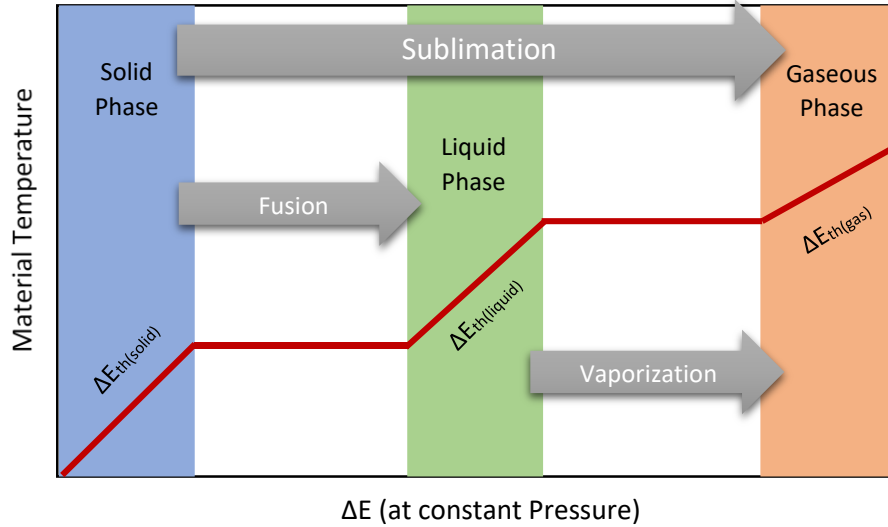 Sublimation
Solid
Phase
Gaseous
Phase
Liquid
Phase
Fusion
ΔEth(gas)
ΔEth(liquid)
ΔEth(solid)
Vaporization
Material Temperature
ΔE (at constant Pressure)